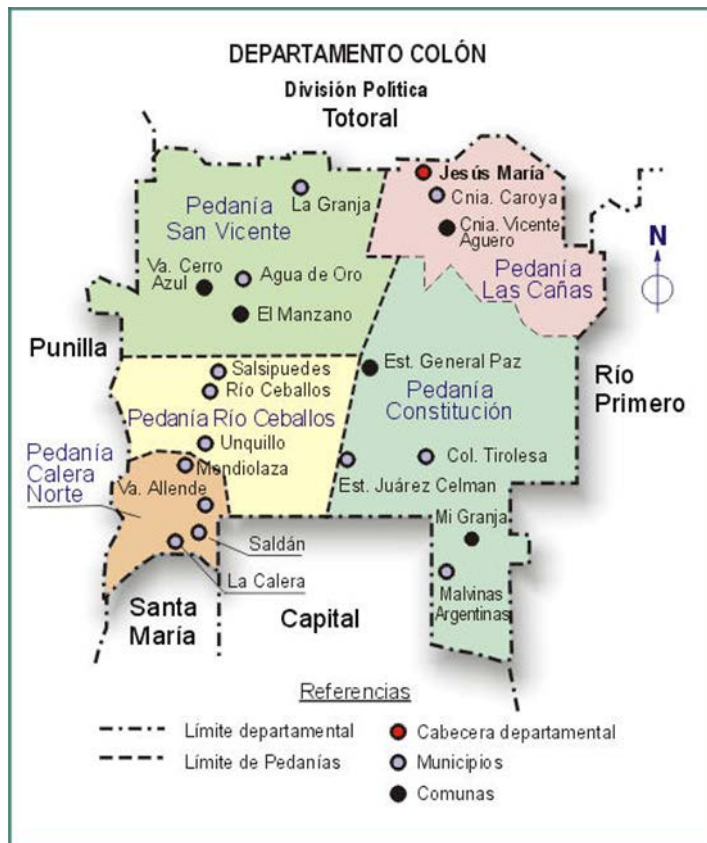 DEPARTAMENTO COLÓN
División Política
Totoral
Jesús María
La Granja
Cnia. Caroya
Pedanía
San Vicente
Cnia. Vicente
Aguero
N
Va. Cerro
Azul
Agua de Oro
Pedanía
Las Cañas
El Manzano
Punilla
Est. General Paz
Salsipuedes
Río Ceballos
Río
Primero
Pedanía
Constitución
Pedanía Río Ceballos
Unquillo
Pedanía
Calera
Norte
Mendiolaza
Col. Tirolesa
Va. Allende
Est. Juárez Celman
Mi Granja
Saldán
La Calera
Malvinas
Argentinas
Santa
María
Capital
Referencias
Límite departamental
Cabecera departamental
Límite de Pedanías
Municipios
Comunas